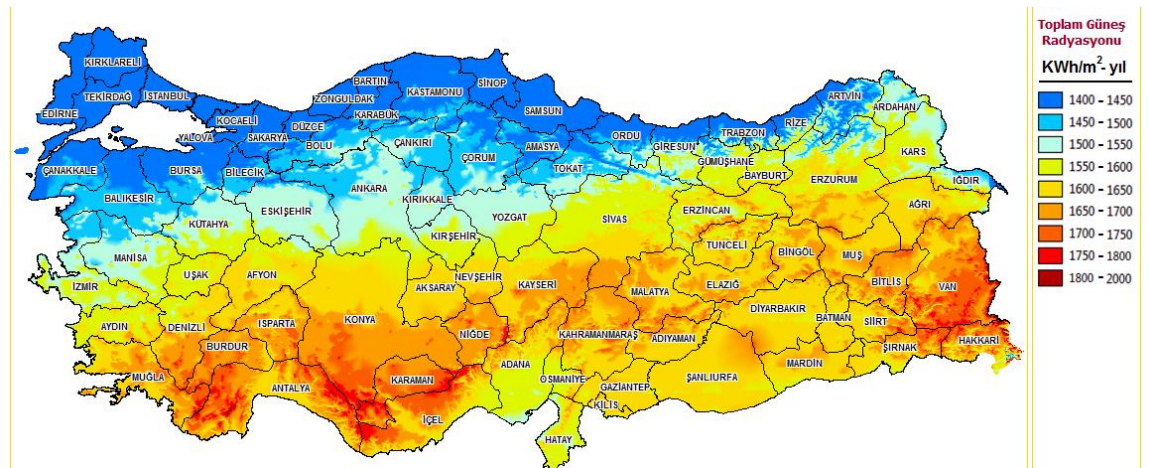 Toplam Güneş
Radyasyonu
KWh/m²- yıl
1400 - 1450
1450 - 1500
1500 - 1550
1550 - 1600
1600 - 1650
1650 - 1700
1700 - 1750
1750 - 1800
1800 - 2000
KIRKLARELİ
TEKİRDAĞ
İSTANBUL
EDİRNE
KOCAELİ
YALOVA
SAKARYA
DÜZCE
ZONGULDAK
BARTIN
KARABÜK
KASTAMONU
SİNOP
SAMSUN
BOLU
ÇANKIRI
ÇORUM
AMASYA
TOKAT
ORDU
GİRESUN
TRABZON
RİZE
ARTVİN
ARDAHAN
GÜMÜŞHANE
BAYBURT
KARS
ERZURUM
IĞDIR
AĞRI
ÇANAKKALE
BALIKESİR
BURSA
BİLECİK
ESKİŞEHİR
ANKARA
KIRIKKALE
YOZGAT
SİVAS
ERZİNCAN
KÜTAHYA
KIRŞEHİR
TUNCELİ
BİNGÖL
MUŞ
MANİSA
UŞAK
AFYON
İZMİR
AKSARAY
NEVŞEHİR
KAYSERİ
MALATYA
ELAZIĞ
BİTLİS
VAN
DİYARBAKIR
BATMAN
SİİRT
AYDIN
DENİZLİ
ISPARTA
KONYA
NİĞDE
KAHRAMANMARAŞ
ADIYAMAN
ŞIRNAK
HAKKARİ
BURDUR
MUĞLA
ANTALYA
KARAMAN
İÇEL
ADANA
OSMANİYE
GAZİANTEP
KİLİS
ŞANLIURFA
MARDİN
HATAY